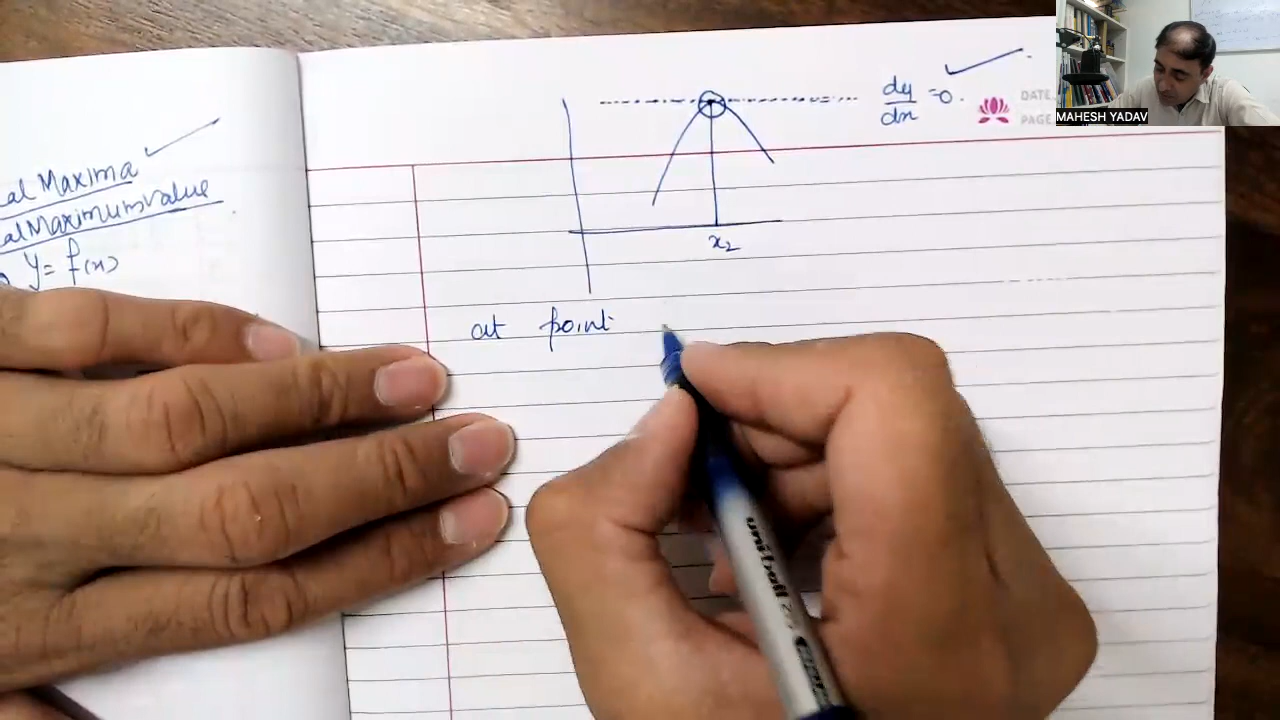 al Maxima
al Maximum value
y = f(x)
dy/dx = 0.
DATE
PAGE
MAHESH YADAV
x₂
at point